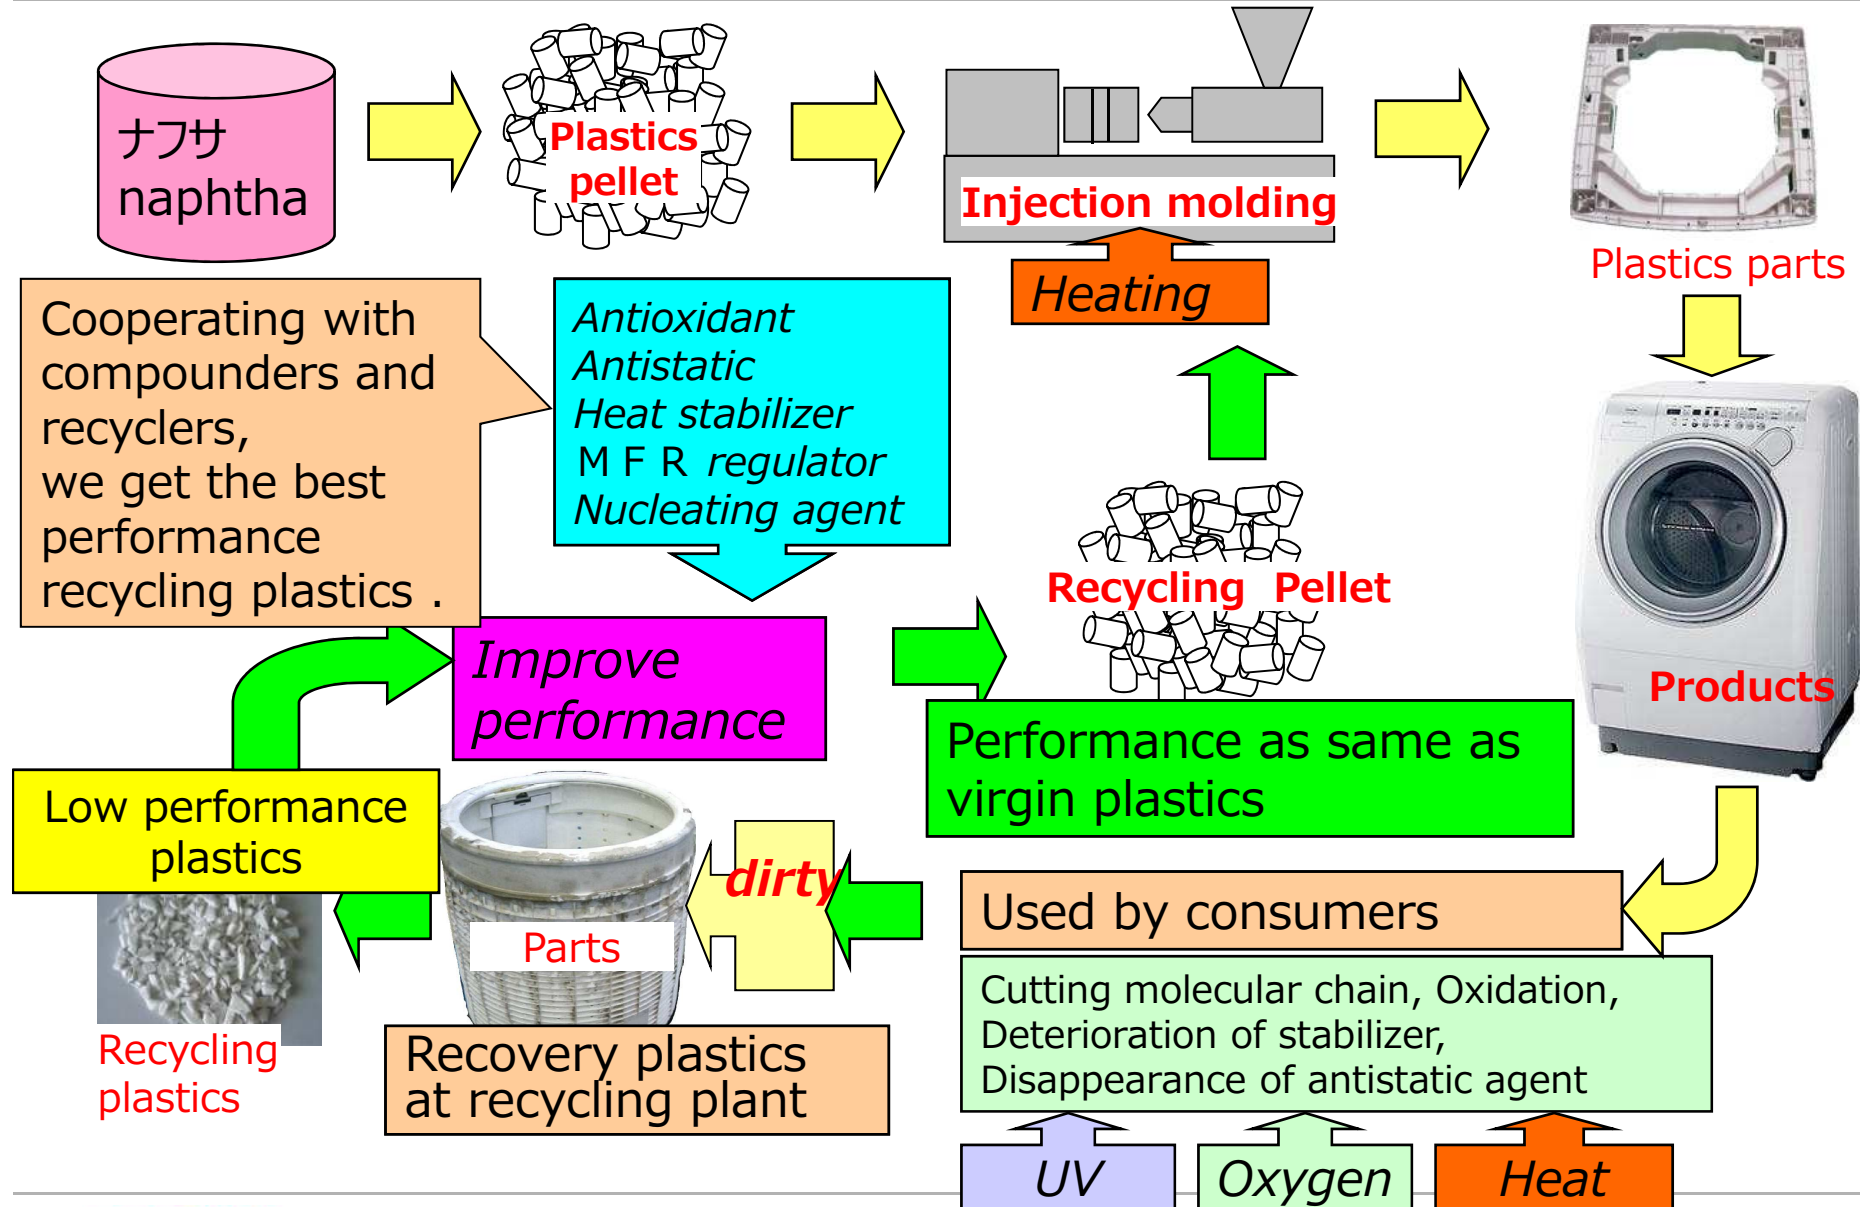 ナフサ
naphtha
Plastics
pellet
Injection molding
Heating
Plastics parts
Cooperating with
compounders and
recyclers,
we get the best
performance
recycling plastics .
Antioxidant
Antistatic
Heat stabilizer
ＭＦＲ regulator
Nucleating agent
Recycling Pellet
Products
Improve
performance
Performance as same as
virgin plastics
Low performance
plastics
dirty
Parts
Used by consumers
Cutting molecular chain, Oxidation,
Deterioration of stabilizer,
Disappearance of antistatic agent
Recycling
plastics
Recovery plastics
at recycling plant
UV
Oxygen
Heat